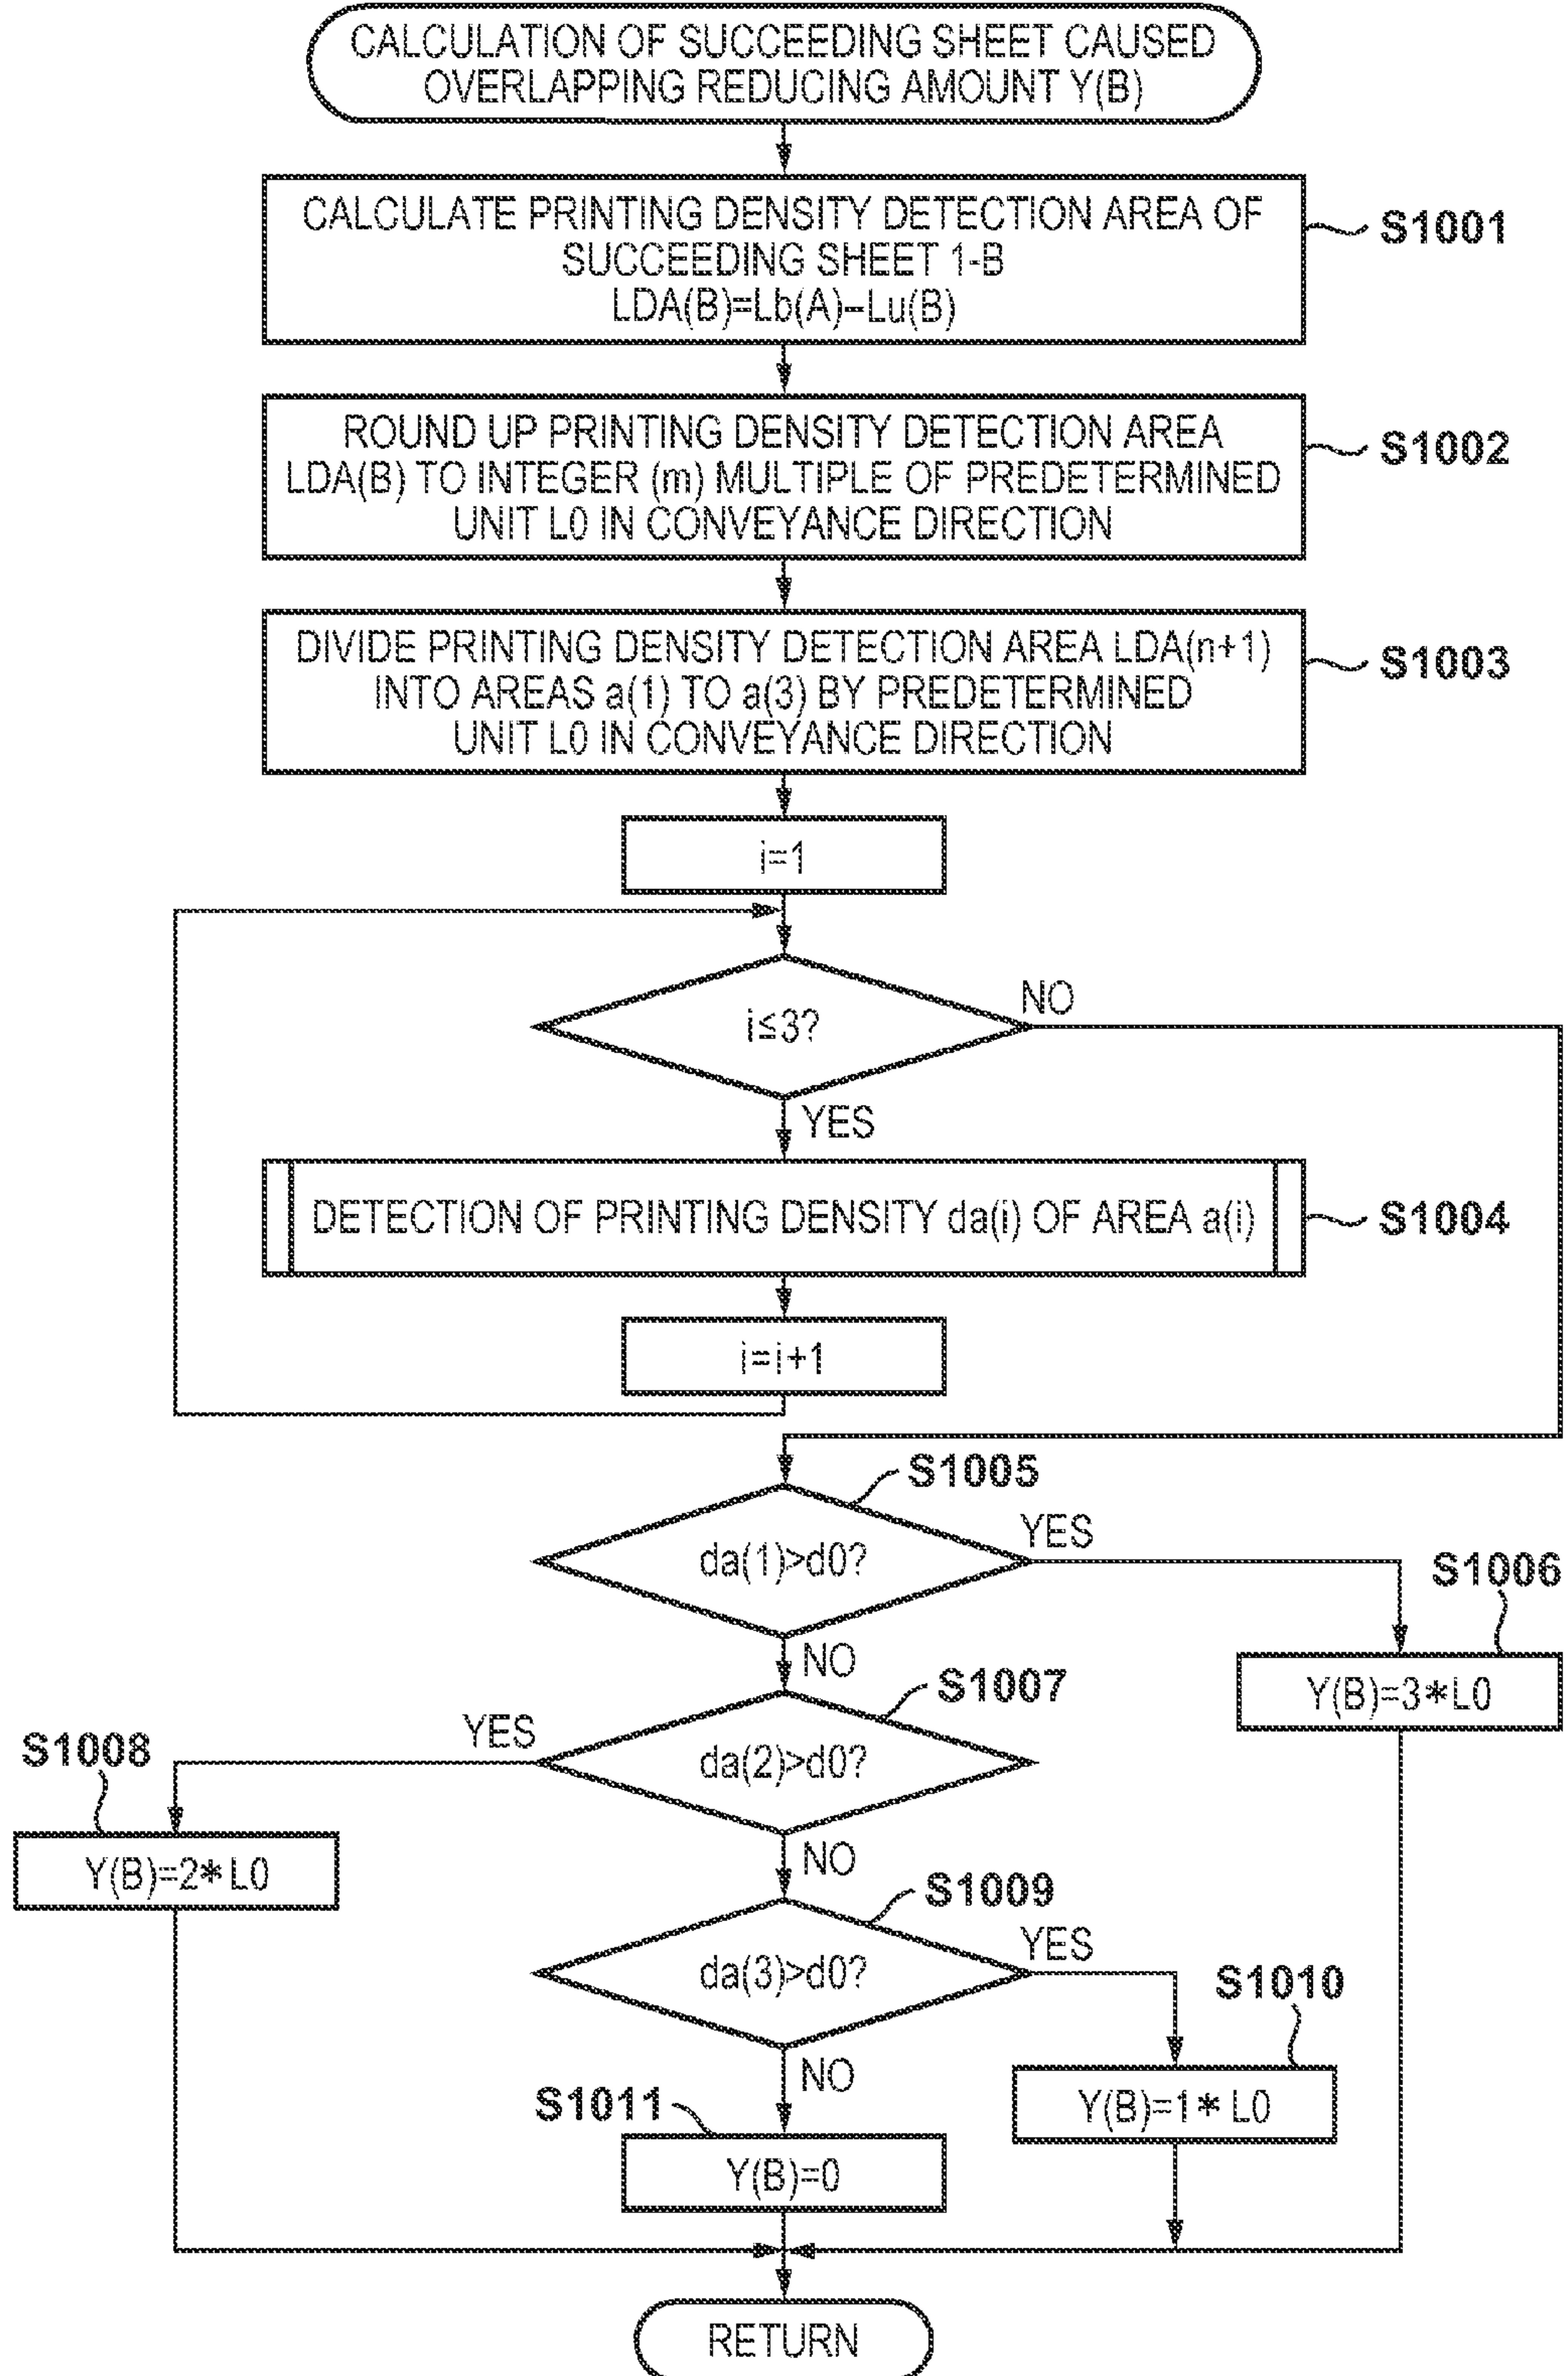 CALCULATION OF SUCCEEDING SHEET CAUSED
OVERLAPPING REDUCING AMOUNT Y(B)
CALCULATE PRINTING DENSITY DETECTION AREA OF
SUCCEEDING SHEET 1-B
LDA(B)=Lb(A)-Lu(B)
S1001
ROUND UP PRINTING DENSITY DETECTION AREA
LDA(B) TO INTEGER (m) MULTIPLE OF PREDETERMINED
UNIT L0 IN CONVEYANCE DIRECTION
S1002
DIVIDE PRINTING DENSITY DETECTION AREA LDA(n+1)
INTO AREAS a(1) TO a(3) BY PREDETERMINED
UNIT L0 IN CONVEYANCE DIRECTION
S1003
i=1
i≤3?
NO
YES
DETECTION OF PRINTING DENSITY da(i) OF AREA a(i)
S1004
i=i+1
S1005
da(1)>d0?
YES
S1006
NO
Y(B)=3*L0
S1007
da(2)>d0?
YES
S1008
NO
Y(B)=2*L0
S1009
da(3)>d0?
YES
S1010
NO
Y(B)=1*L0
S1011
Y(B)=0
RETURN